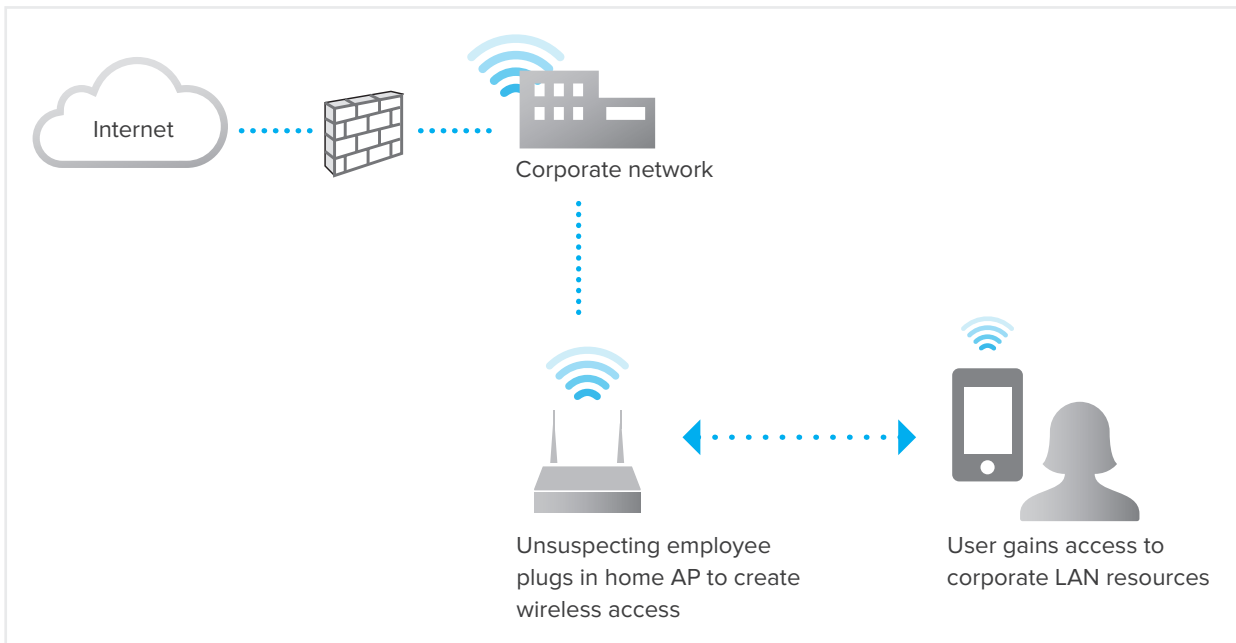 Internet
Corporate network
Unsuspecting employee
plugs in home AP to create
wireless access
User gains access to
corporate LAN resources